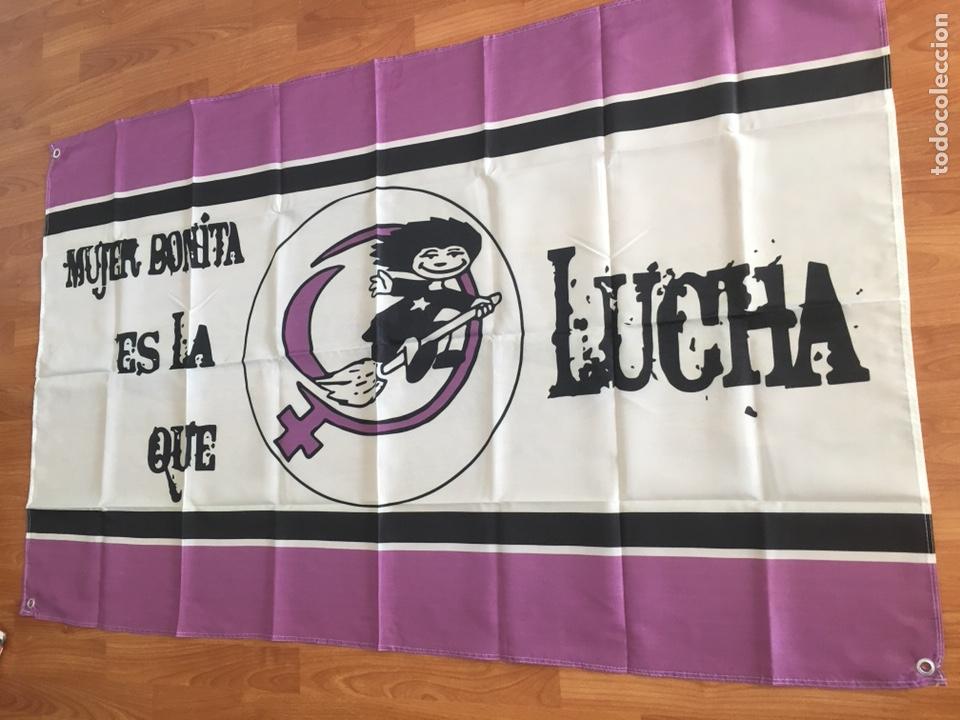 MUJER BONITA
ES LA
QUE
LUCHA
todocoleccion